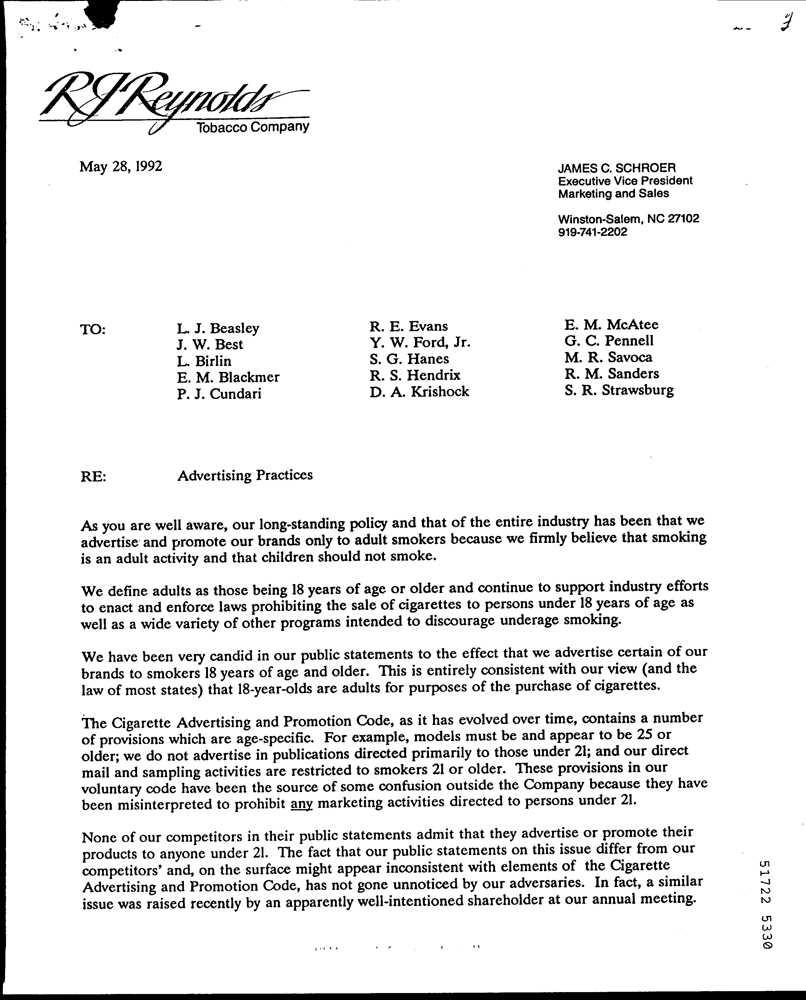 3
RJReynolds
Tobacco Company
May 28, 1992
JAMES C. SCHROER
Executive Vice President
Marketing and Sales
Winston-Salem, NC 27102
919-741-2202
TO:
L. J. Beasley
J. W. Best
L. Birlin
E. M. Blackmer
P. J. Cundari
R. E. Evans
Y. W. Ford, Jr.
S. G. Hanes
R. S. Hendrix
D. A. Krishock
E. M. McAtee
G. C. Pennell
M. R. Savoca
R. M. Sanders
S. R. Strawsburg
RE: Advertising Practices
As you are well aware, our long-standing policy and that of the entire industry has been that we
advertise and promote our brands only to adult smokers because we firmly believe that smoking
is an adult activity and that children should not smoke.
We define adults as those being 18 years of age or older and continue to support industry efforts
to enact and enforce laws prohibiting the sale of cigarettes to persons under 18 years of age as
well as a wide variety of other programs intended to discourage underage smoking.
We have been very candid in our public statements to the effect that we advertise certain of our
brands to smokers 18 years of age and older. This is entirely consistent with our view (and the
law of most states) that 18-year-olds are adults for purposes of the purchase of cigarettes.
The Cigarette Advertising and Promotion Code, as it has evolved over time, contains a number
of provisions which are age-specific. For example, models must be and appear to be 25 or
older; we do not advertise in publications directed primarily to those under 21; and our direct
mail and sampling activities are restricted to smokers 21 or older. These provisions in our
voluntary code have been the source of some confusion outside the Company because they have
been misinterpreted to prohibit any marketing activities directed to persons under 21.
None of our competitors in their public statements admit that they advertise or promote their
products to anyone under 21. The fact that our public statements on this issue differ from our
competitors' and, on the surface might appear inconsistent with elements of the Cigarette
Advertising and Promotion Code, has not gone unnoticed by our adversaries. In fact, a similar
issue was raised recently by an apparently well-intentioned shareholder at our annual meeting.
51722 5330